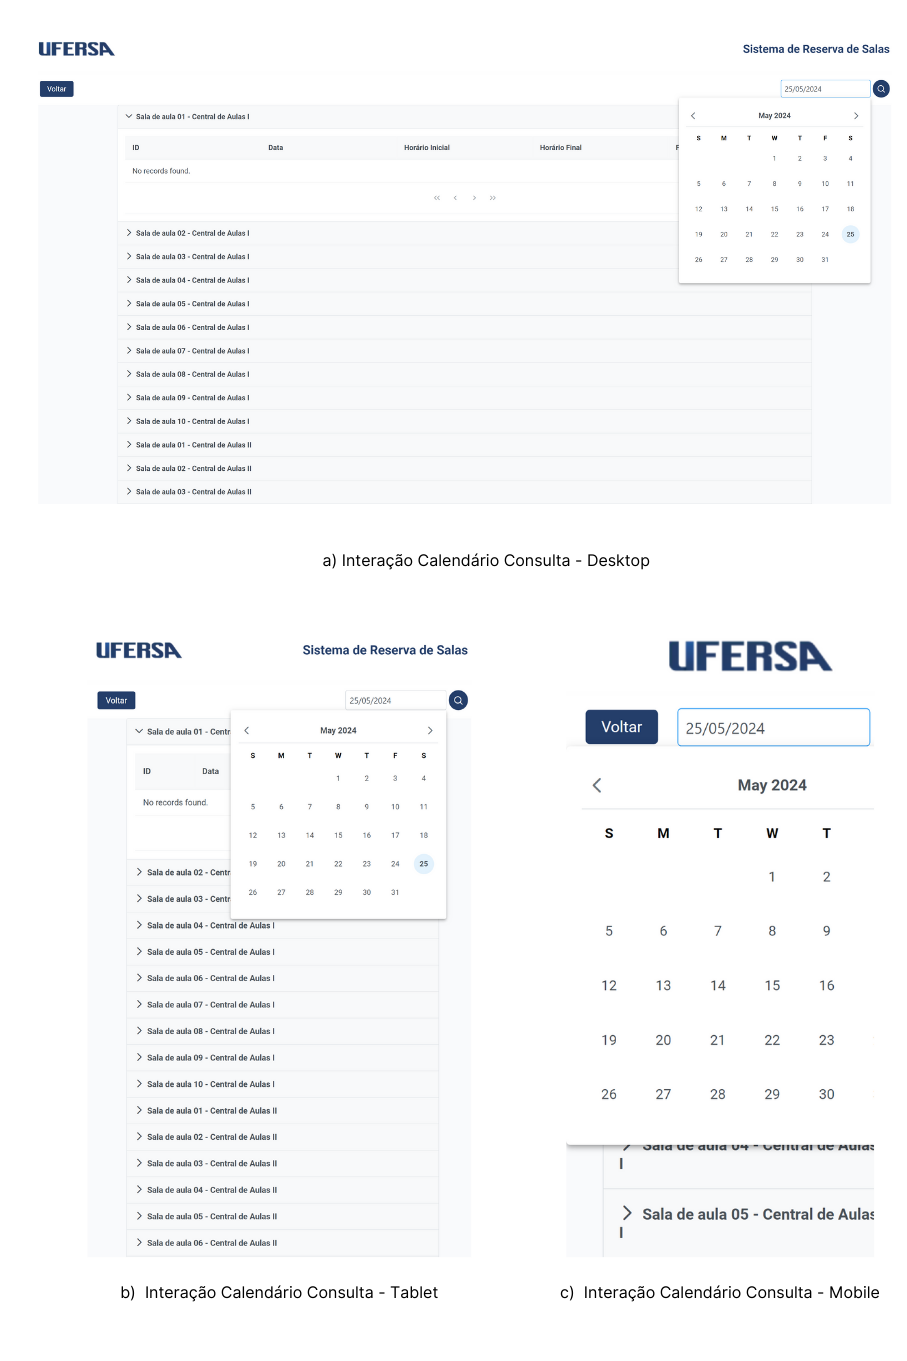 UFERSA
Sistema de Reserva de Salas
Voltar
25/05/2024
Sala de aula 01 - Central de Aulas I
May 2024
S M T W T F S
1 2 3 4
5 6 7 8 9 10 11
12 13 14 15 16 17 18
19 20 21 22 23 24 25
26 27 28 29 30 31
ID Data Horário Inicial Horário Final F
No records found.
Sala de aula 02 - Central de Aulas I
Sala de aula 03 - Central de Aulas I
Sala de aula 04 - Central de Aulas I
Sala de aula 05 - Central de Aulas I
Sala de aula 06 - Central de Aulas I
Sala de aula 07 - Central de Aulas I
Sala de aula 08 - Central de Aulas I
Sala de aula 09 - Central de Aulas I
Sala de aula 10 - Central de Aulas I
Sala de aula 01 - Central de Aulas II
Sala de aula 02 - Central de Aulas II
Sala de aula 03 - Central de Aulas II
a) Interação Calendário Consulta - Desktop
UFERSA
Sistema de Reserva de Salas
Voltar
25/05/2024
Sala de aula 01 - Centr
May 2024
S M T W T F S
1 2 3 4
5 6 7 8 9 10 11
12 13 14 15 16 17 18
19 20 21 22 23 24 25
26 27 28 29 30 31
ID Data
No records found.
Sala de aula 02 - Centr
Sala de aula 03 - Centr
Sala de aula 04 - Central de Aulas I
Sala de aula 05 - Central de Aulas I
Sala de aula 06 - Central de Aulas I
Sala de aula 07 - Central de Aulas I
Sala de aula 08 - Central de Aulas I
Sala de aula 09 - Central de Aulas I
Sala de aula 10 - Central de Aulas I
Sala de aula 01 - Central de Aulas II
Sala de aula 02 - Central de Aulas II
Sala de aula 03 - Central de Aulas II
Sala de aula 04 - Central de Aulas II
Sala de aula 05 - Central de Aulas II
Sala de aula 06 - Central de Aulas II
b) Interação Calendário Consulta - Tablet
UFERSA
Voltar
25/05/2024
May 2024
S M T W T
1 2
5 6 7 8 9
12 13 14 15 16
19 20 21 22 23
26 27 28 29 30
Sala de aula 04 - Central de Aulas
I
Sala de aula 05 - Central de Aulas
I
c) Interação Calendário Consulta - Mobile